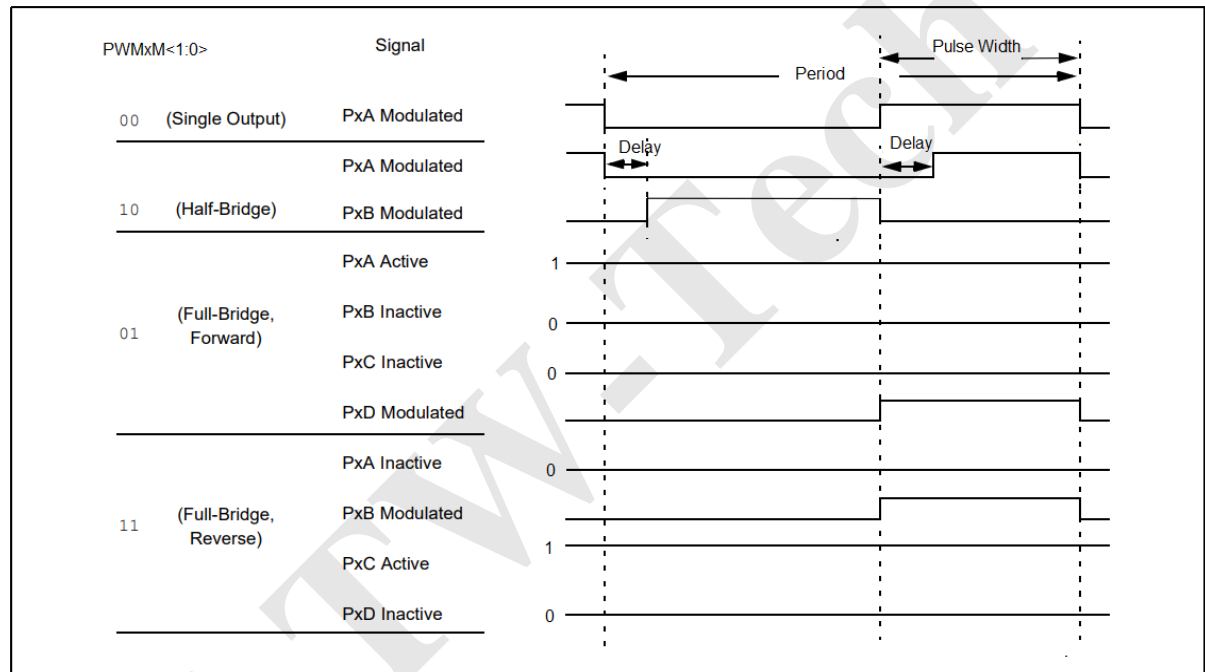 PWMxM<1:0>
Signal
Pulse Width
Period
00 (Single Output) PxA Modulated
Delay
Delay
PxA Modulated
10 (Half-Bridge) PxB Modulated
PxA Active 1
(Full-Bridge, PxB Inactive 0
01 Forward)
PxC Inactive 0
PxD Modulated
PxA Inactive 0
(Full-Bridge, PxB Modulated
11 Reverse)
PxC Active 1
PxD Inactive 0
TW-Tech